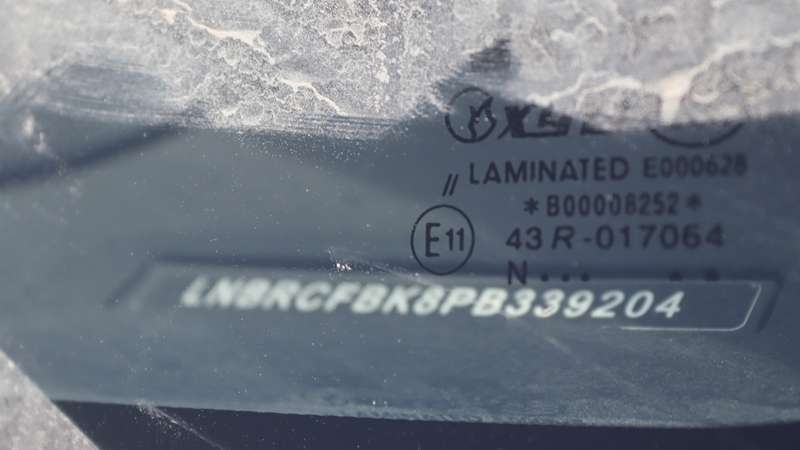 LAMINATED E000628
// *B00008252*
E11 43R-017064
N... ..
LNBRCFBK8PB339204